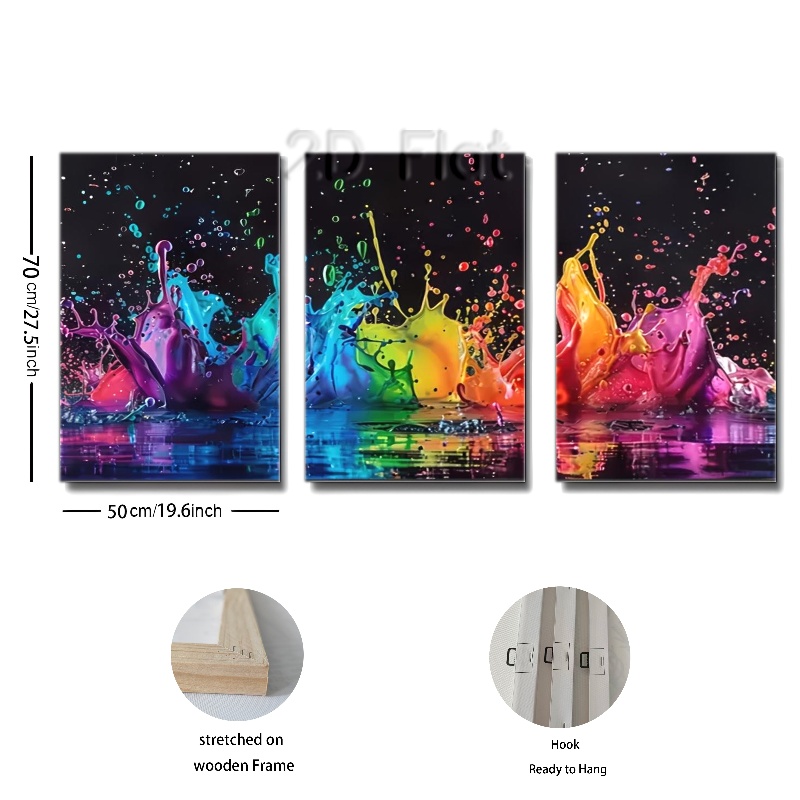 2D Flat
70 cm/27.5inch
50cm/19.6inch
stretched on
wooden Frame
Hook
Ready to Hang